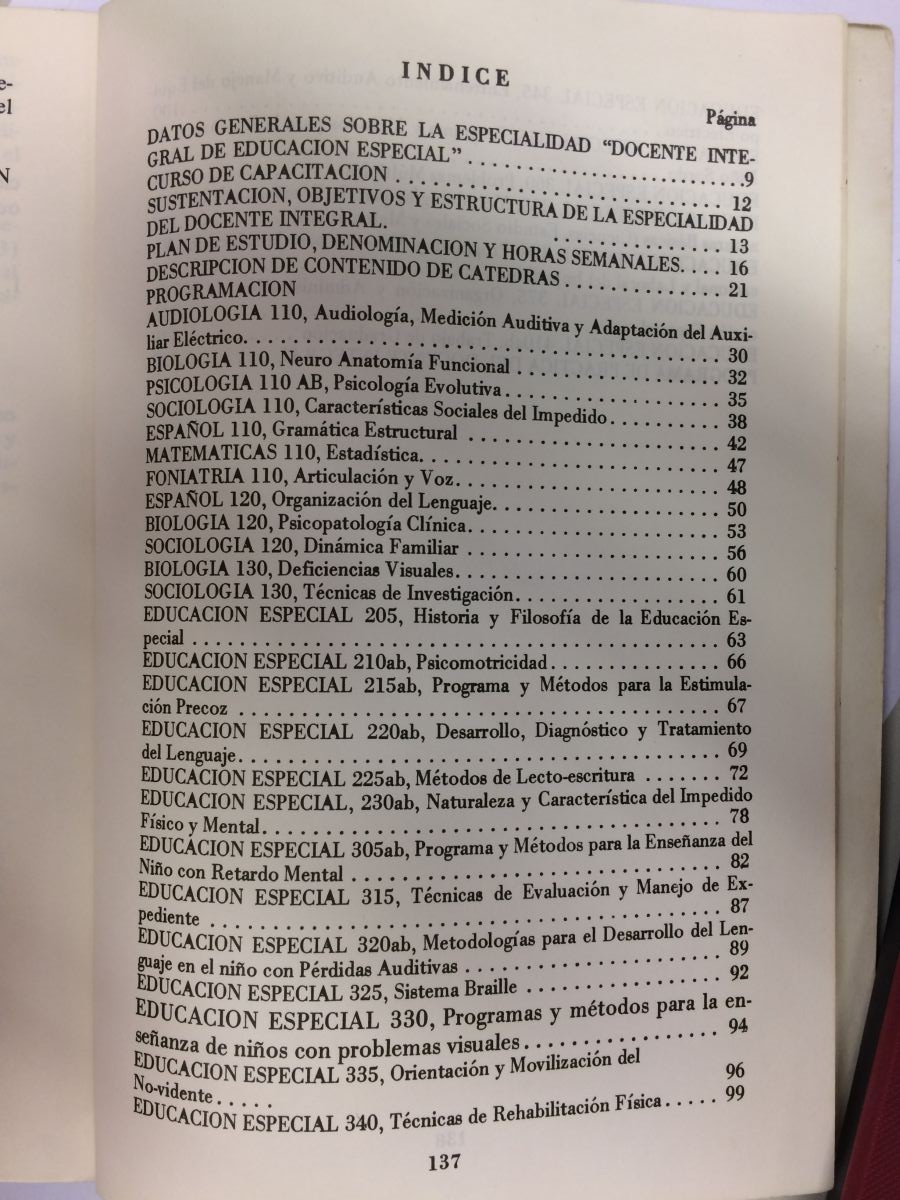 INDICE
Página
DATOS GENERALES SOBRE LA ESPECIALIDAD "DOCENTE INTE-
GRAL DE EDUCACION ESPECIAL" . . . . . . . . . . . . . . . . . . . . . . . . . .9
CURSO DE CAPACITACION . . . . . . . . . . . . . . . . . . . . . . . . . . . . . . 12
SUSTENTACION, OBJETIVOS Y ESTRUCTURA DE LA ESPECIALIDAD
DEL DOCENTE INTEGRAL. . . . . . . . . . . . . . . . 13
PLAN DE ESTUDIO, DENOMINACION Y HORAS SEMANALES. . . . 16
DESCRIPCION DE CONTENIDO DE CATEDRAS . . . . . . . . . . . . . . 21
PROGRAMACION
AUDIOLOGIA 110, Audiología, Medición Auditiva y Adaptación del Auxi-
liar Eléctrico. . . . . . . . . . . . . . . . . . . . . . . . . . . . . . . . . . . . 30
BIOLOGIA 110, Neuro Anatomía Funcional . . . . . . . . . . . . . . . . . 32
PSICOLOGIA 110 AB, Psicología Evolutiva . . . . . . . . . . . . . . . . . . 35
SOCIOLOGIA 110, Características Sociales del Impedido . . . . . . . . . 38
ESPAÑOL 110, Gramática Estructural . . . . . . . . . . . . . . . . . . . . . 42
MATEMATICAS 110, Estadística. . . . . . . . . . . . . . . . . . . . . . . . . 47
FONIATRIA 110, Articulación y Voz. . . . . . . . . . . . . . . . . . . . . . 48
ESPAÑOL 120, Organización del Lenguaje. . . . . . . . . . . . . . . . . . . 50
BIOLOGIA 120, Psicopatología Clínica. . . . . . . . . . . . . . . . . . . . . 53
SOCIOLOGIA 120, Dinámica Familiar . . . . . . . . . . . . . . . . . . . . . 56
BIOLOGIA 130, Deficiencias Visuales. . . . . . . . . . . . . . . . . . . . . . 60
SOCIOLOGIA 130, Técnicas de Investigación. . . . . . . . . . . . . . . . . 61
EDUCACION ESPECIAL 205, Historia y Filosofía de la Educación Es-
pecial . . . . . . . . . . . . . . . . . . . . . . . . . . . . . . . . . . . . . . . . . 63
EDUCACION ESPECIAL 210ab, Psicomotricidad . . . . . . . . . . . . . . 66
EDUCACION ESPECIAL 215ab, Programa y Métodos para la Estimula-
ción Precoz . . . . . . . . . . . . . . . . . . . . . . . . . . . . . . . . . . . . . 67
EDUCACION ESPECIAL 220ab, Desarrollo, Diagnóstico y Tratamiento
del Lenguaje. . . . . . . . . . . . . . . . . . . . . . . . . . . . . . . . . . . . . 69
EDUCACION ESPECIAL 225ab, Métodos de Lecto-escritura . . . . . . . 72
EDUCACION ESPECIAL, 230ab, Naturaleza y Característica del Impedido
Físico y Mental. . . . . . . . . . . . . . . . . . . . . . . . . . . . . . . . . . . 78
EDUCACION ESPECIAL 305ab, Programa y Métodos para la Enseñanza del
Niño con Retardo Mental . . . . . . . . . . . . . . . . . . . . . . . . . . . . 82
EDUCACION ESPECIAL 315, Técnicas de Evaluación y Manejo de Ex-
pediente . . . . . . . . . . . . . . . . . . . . . . . . . . . . . . . . . . . . . . . 87
EDUCACION ESPECIAL 320ab, Metodologías para el Desarrollo del Len-
guaje en el niño con Pérdidas Auditivas . . . . . . . . . . . . . . . . . . . 89
EDUCACION ESPECIAL 325, Sistema Braille . . . . . . . . . . . . . . . . 92
EDUCACION ESPECIAL 330, Programas y métodos para la en-
señanza de niños con problemas visuales . . . . . . . . . . . . . . . . . 94
EDUCACION ESPECIAL 335, Orientación y Movilización del
No-vidente . . . . . 96
EDUCACION ESPECIAL 340, Técnicas de Rehabilitación Física . . . . . 99
137
e-
el
N